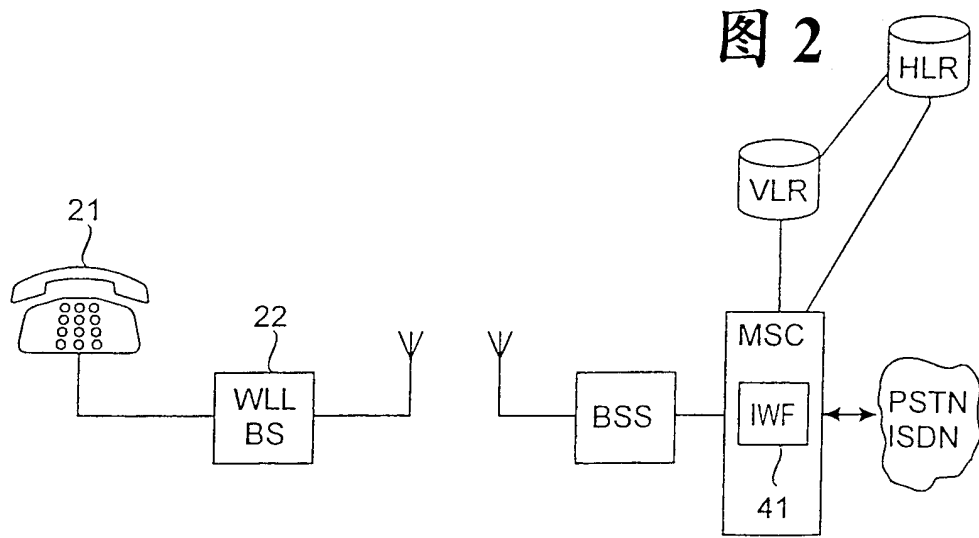 图 2
HLR
VLR
21
22
WLL
BS
BSS
MSC
IWF
41
PSTN
ISDN